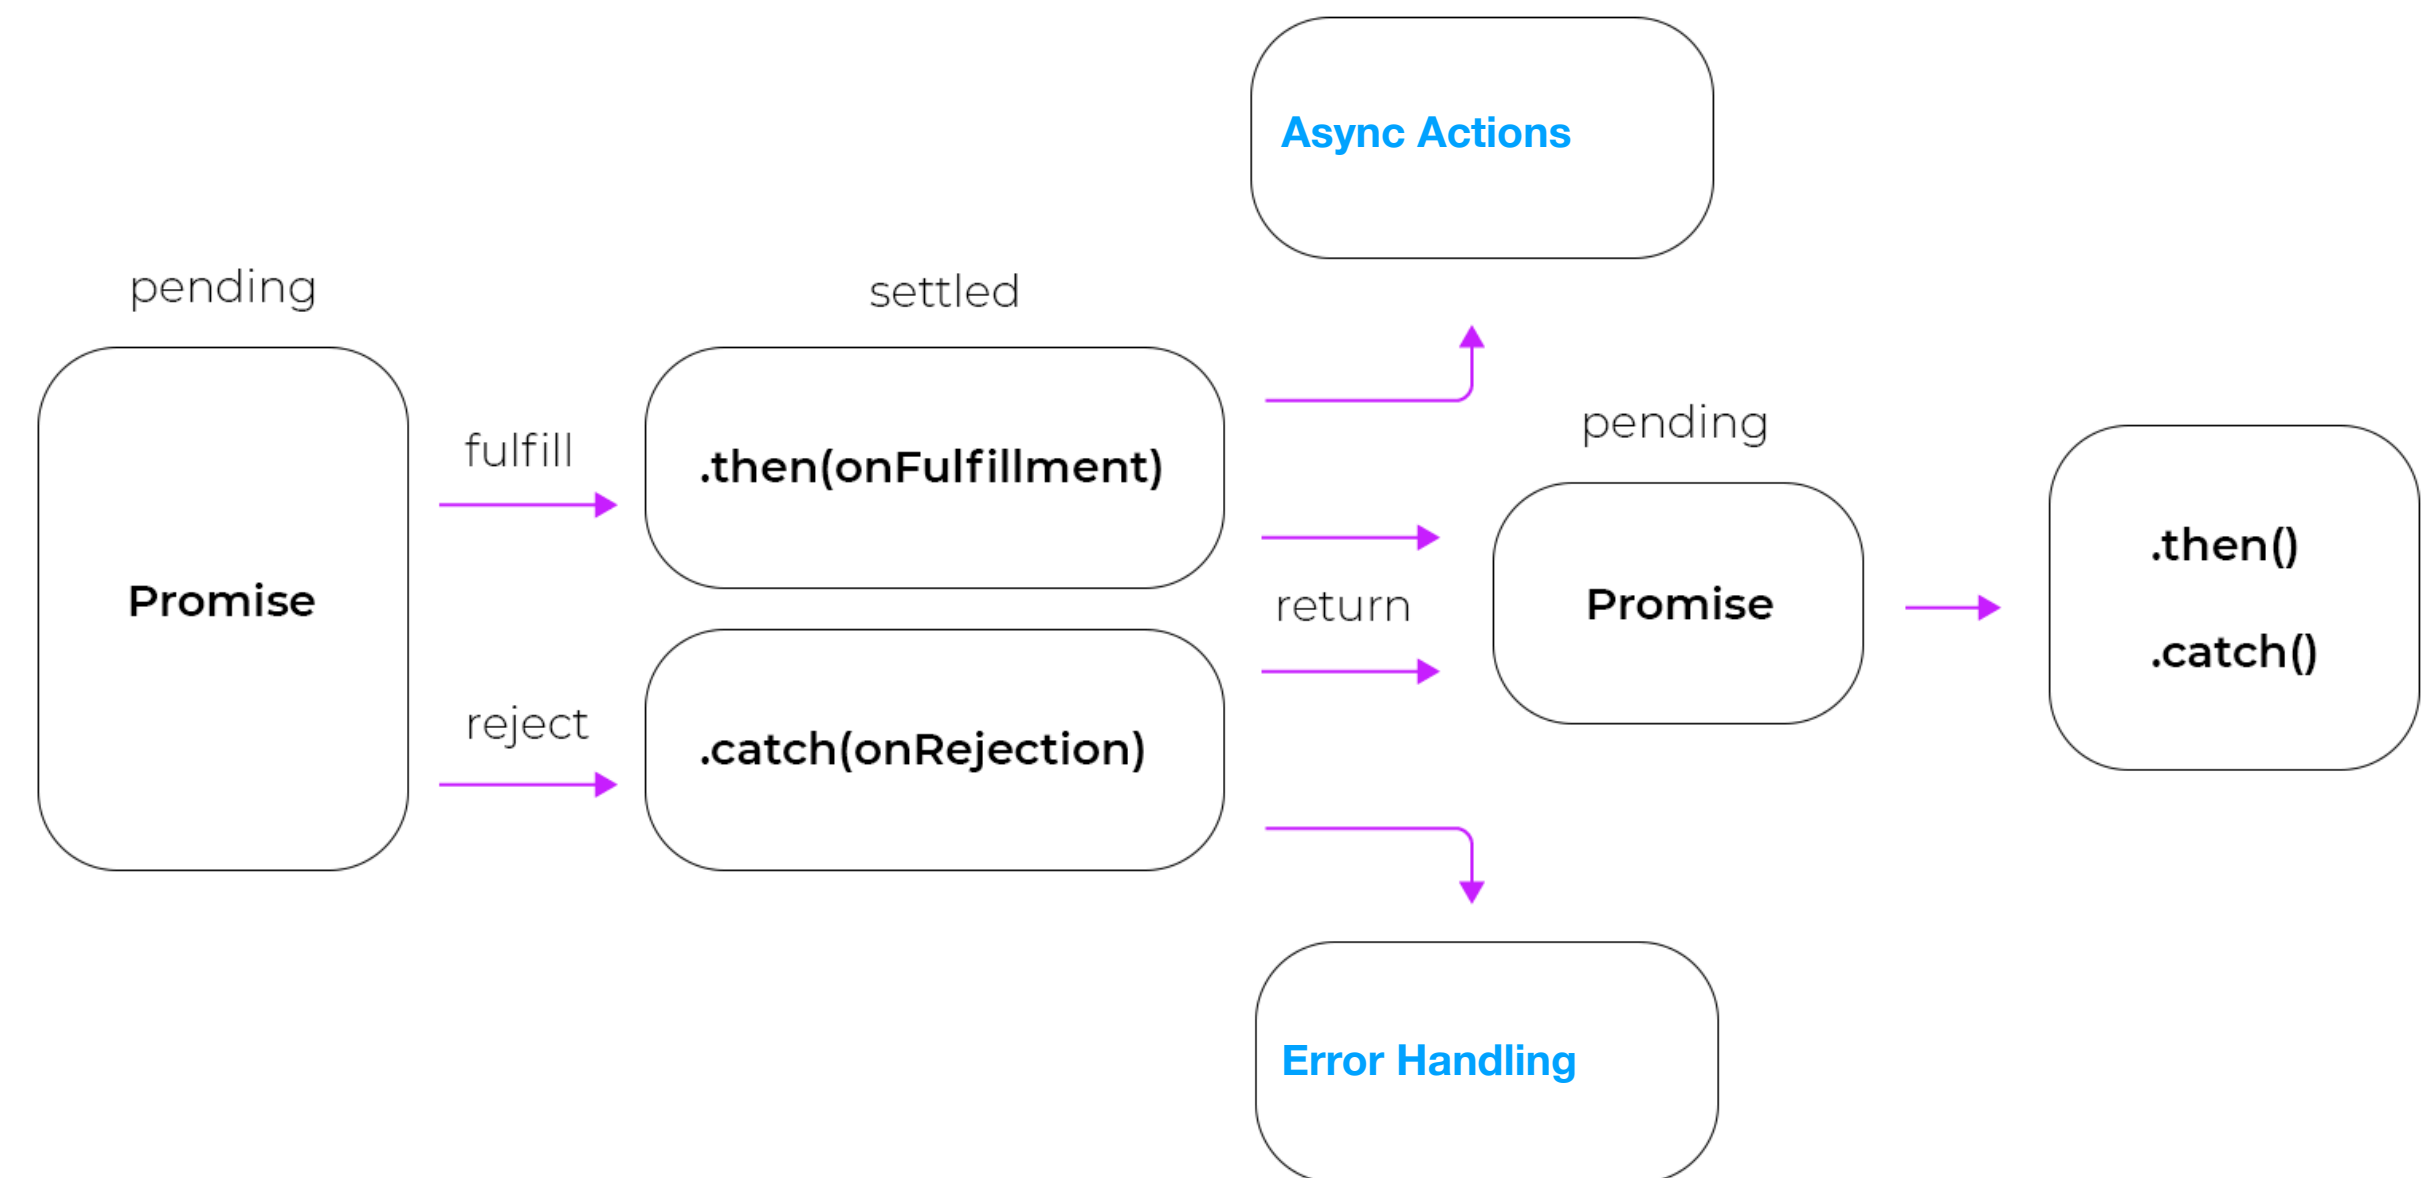 Async Actions
pending
settled
fulfill
.then(onFulfillment)
pending
Promise
return
Promise
.then()
.catch()
reject
.catch(onRejection)
Error Handling